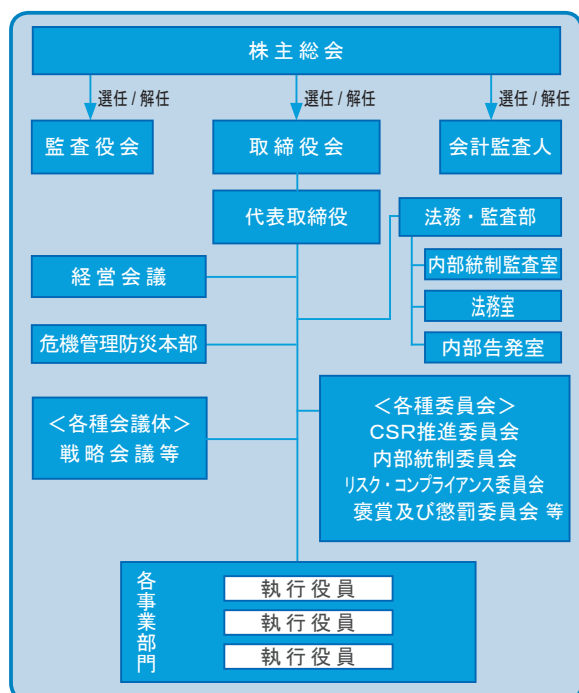 株主総会
選任 / 解任
選任 / 解任
選任 / 解任
監査役会
取締役会
会計監査人
代表取締役
法務・監査部
内部統制監査室
法務室
内部告発室
経営会議
危機管理防災本部
＜各種会議体＞
戦略会議等
＜各種委員会＞
CSR推進委員会
内部統制委員会
リスク・コンプライアンス委員会
褒賞及び懲罰委員会 等
各事業部門
執行役員
執行役員
執行役員